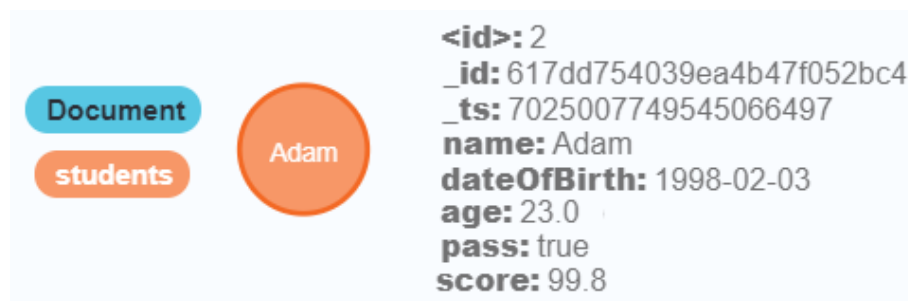 Document
students
Adam
<id>: 2
_id: 617dd754039ea4b47f052bc4
_ts: 7025007749545066497
name: Adam
dateOfBirth: 1998-02-03
age: 23.0
pass: true
score: 99.8